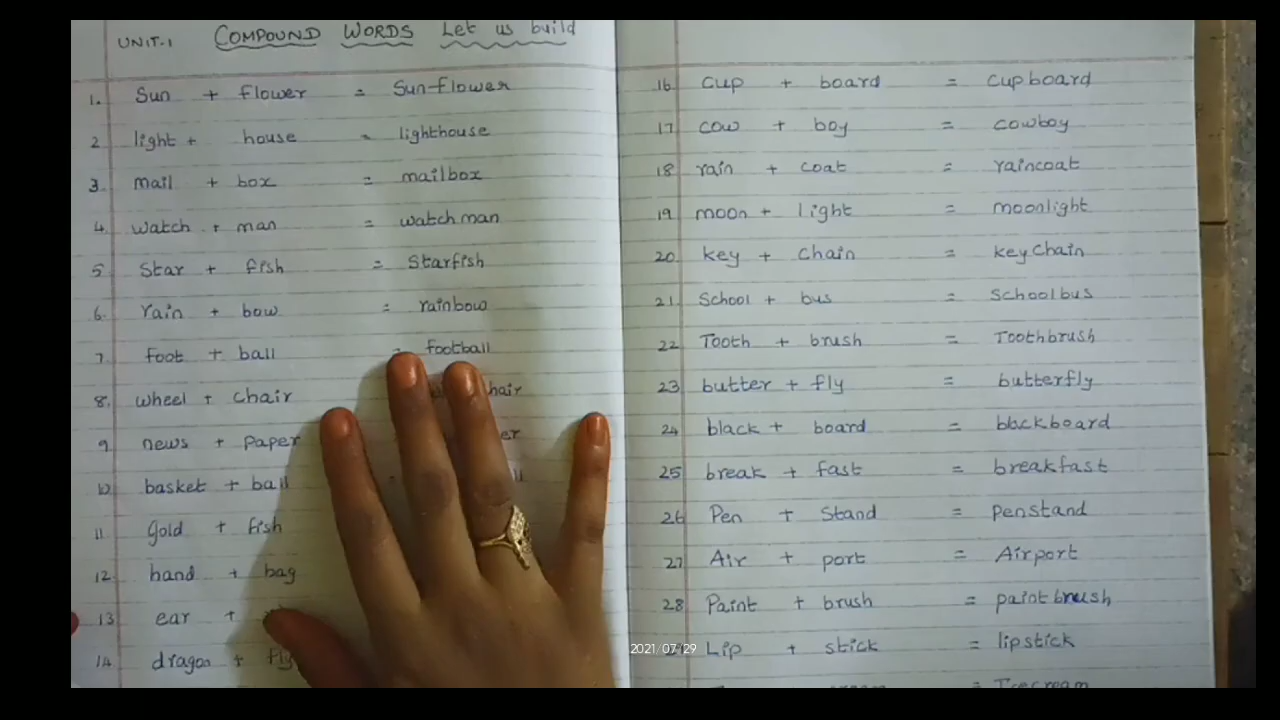 UNIT-1 COMPOUND WORDS Let us build
1. Sun + flower = Sunflower
2 light + house = lighthouse
3. mail + box = mailbox
4. watch + man = watchman
5 Star + fish = Starfish
6. rain + bow = rainbow
7. foot + ball = football
8. wheel + chair hair
9 news + paper er
10 basket + ball
11 gold + fish
12 hand + bag
13 ear +
14 dragon + fly
16 Cup + board = cupboard
17 cow + boy = cowboy
18 rain + coat = raincoat
19 moon + light = moonlight
20 key + chain = keychain
21 School + bus = Schoolbus
22 Tooth + brush = Toothbrush
23 butter + fly = butterfly
24 black + board = blackboard
25 break + fast = breakfast
26 Pen + Stand = penstand
27 Air + port = Airport
28 Paint + brush = paintbrush
Lip + stick = lipstick
= Icecream
2021/07/29